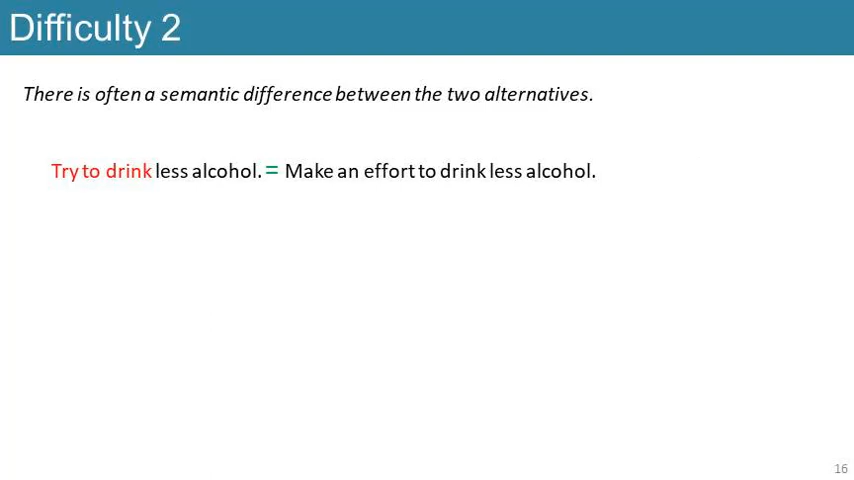 Difficulty 2
There is often a semantic difference between the two alternatives.
Try to drink less alcohol. = Make an effort to drink less alcohol.
16